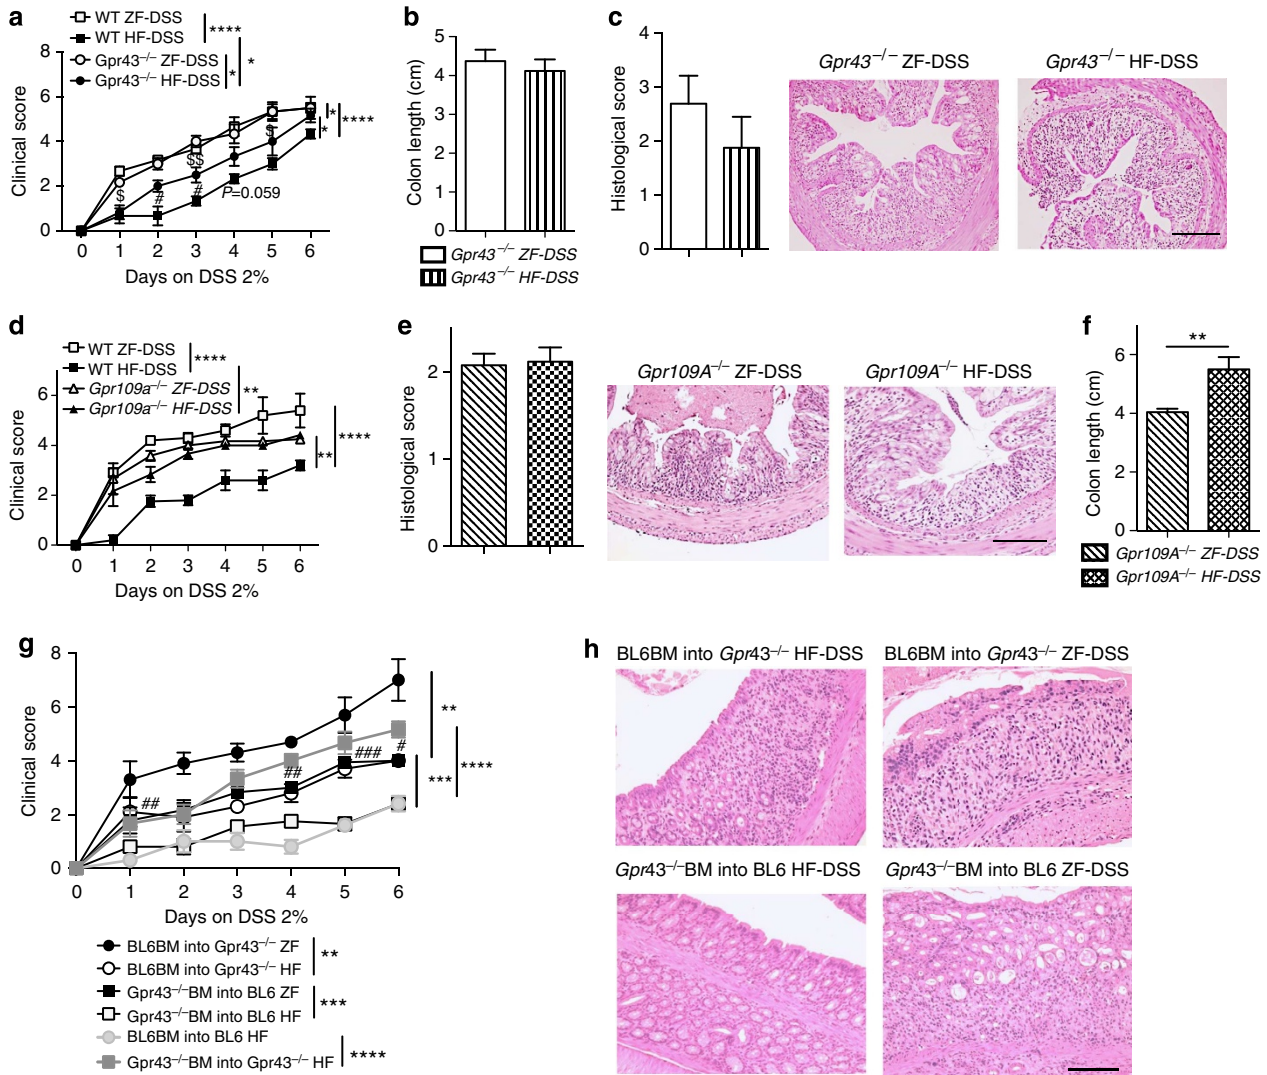 a
WT ZF-DSS
WT HF-DSS
Gpr43–/– ZF-DSS
Gpr43–/– HF-DSS
****
*
*
Clinical score
8
6
4
2
0
$
#
$$
#
P=0.059
$
*
*
****
0 1 2 3 4 5 6
Days on DSS 2%
b
Colon length (cm)
5
4
3
2
1
0
Gpr43–/– ZF-DSS
Gpr43–/– HF-DSS
c
Histological score
4
3
2
1
0
Gpr43–/– ZF-DSS
Gpr43–/– HF-DSS
d
WT ZF-DSS
WT HF-DSS
Gpr109a–/– ZF-DSS
Gpr109a–/– HF-DSS
****
**
Clinical score
6
4
2
0
**
****
0 1 2 3 4 5 6
Days on DSS 2%
e
Histological score
2
1
0
Gpr109A–/– ZF-DSS
Gpr109A–/– HF-DSS
f
Colon length (cm)
6
4
2
0
**
Gpr109A–/– ZF-DSS
Gpr109A–/– HF-DSS
g
Clinical score
8
6
4
2
0
##
##
###
#
**
***
****
0 1 2 3 4 5 6
Days on DSS 2%
BL6BM into Gpr43–/– ZF
BL6BM into Gpr43–/– HF
**
Gpr43–/–BM into BL6 ZF
Gpr43–/–BM into BL6 HF
***
BL6BM into BL6 HF
Gpr43–/–BM into Gpr43–/– HF
****
h
BL6BM into Gpr43–/– HF-DSS
BL6BM into Gpr43–/– ZF-DSS
Gpr43–/–BM into BL6 HF-DSS
Gpr43–/–BM into BL6 ZF-DSS